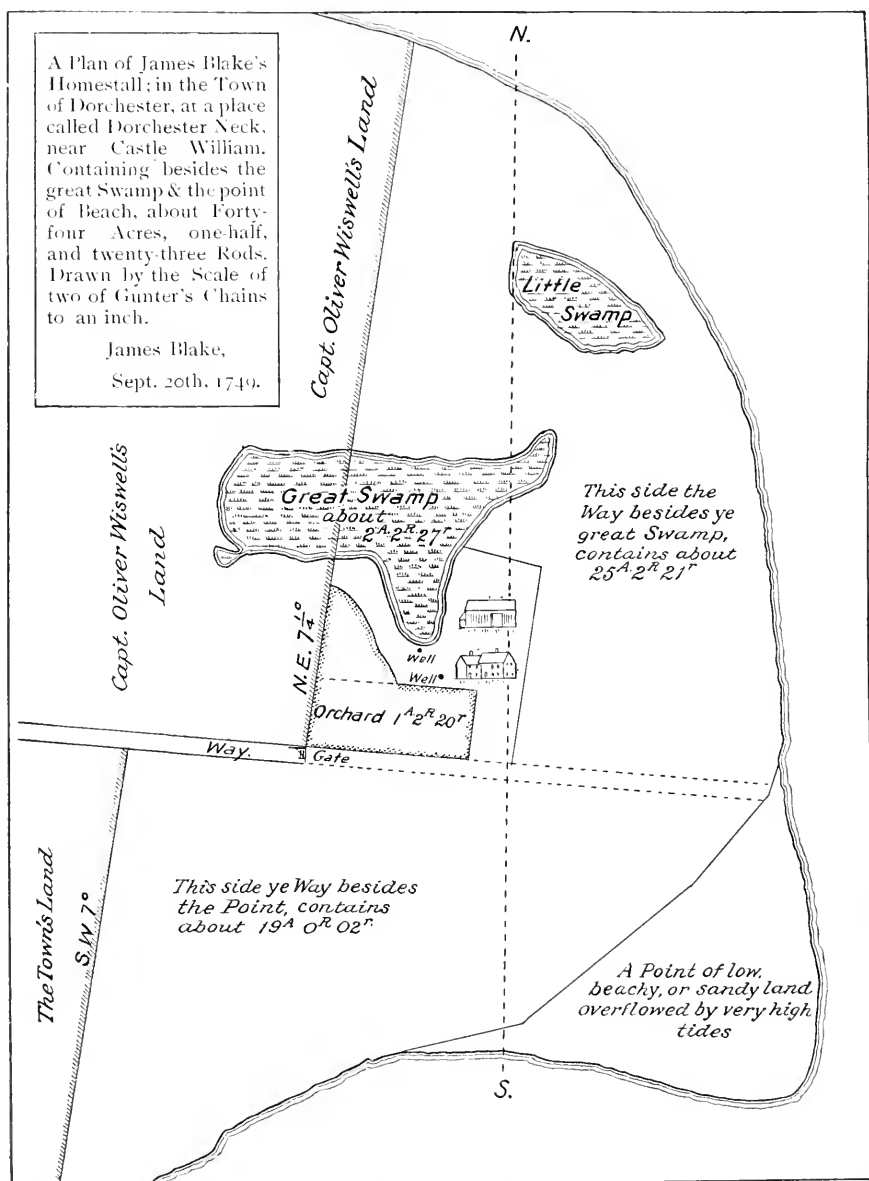 A Plan of James Blake's
Homestall; in the Town
of Dorchester, at a place
called Dorchester Neck,
near Castle William.
Containing besides the
great Swamp & the point
of Beach, about Forty-
four Acres, one-half,
and twenty-three Rods.
Drawn by the Scale of
two of Gunter's Chains
to an inch.
James Blake,
Sept. 20th, 1749.
N.
Capt. Oliver Wiswell's Land
Little
Swamp
Capt. Oliver Wiswell's
Land
Great Swamp
about
2A. 2R. 27r
This side the
Way besides ye
great Swamp,
contains about
25A. 2R 21r
N.E. 7 1/4°
Well
Well
Orchard 1A 2R 20r
Way.
Gate
The Town's Land
S.W. 7°
This side ye Way besides
the Point, contains
about 19A 0R 02r.
A Point of low,
beachy, or sandy land
overflowed by very high
tides
S.